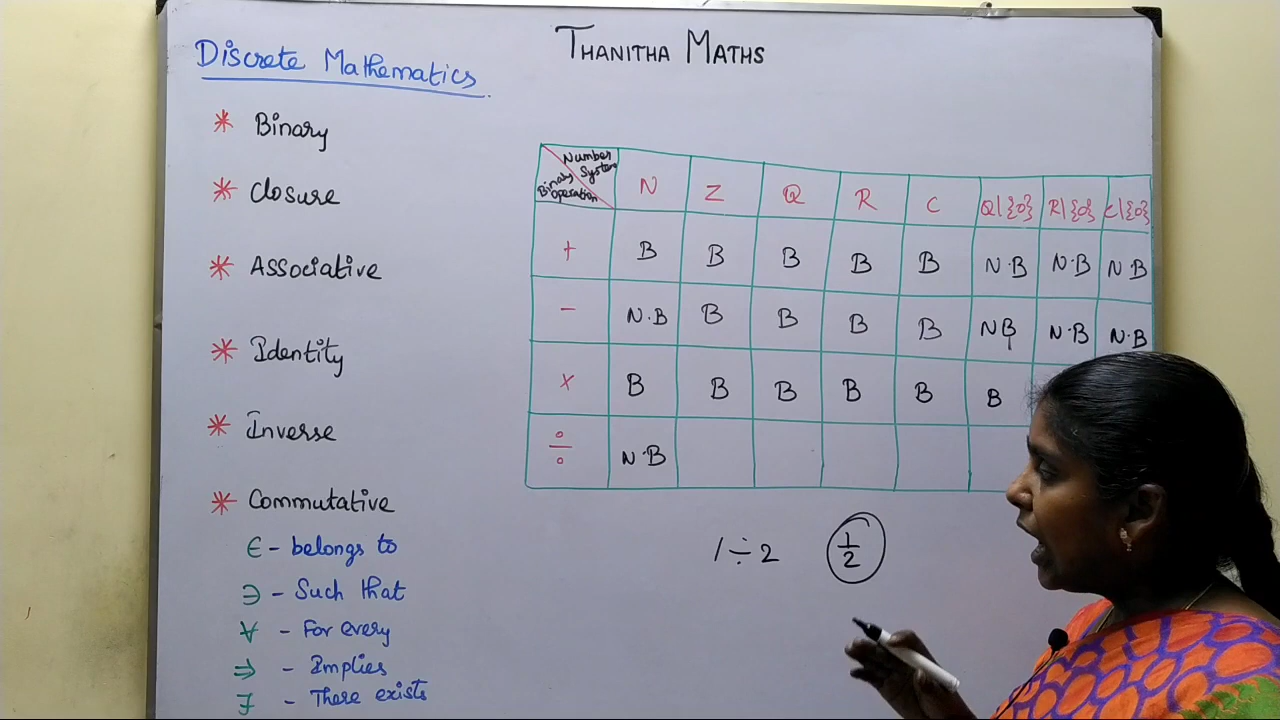 THANITHA MATHS
Discrete Mathematics
* Binary
* Closure
* Associative
* Identity
* Inverse
* Commutative
∈ - belongs to
∋ - Such that
∀ - For every
⇒ - Implies
∃ - There exists
Number System
Binary operation
N Z Q R C Q\{0} R\{0} C\{0}
+ B B B B B N.B N.B N.B
- N.B B B B B NB N.B N.B
× B B B B B B
÷ N.B
1 ÷ 2 1/2